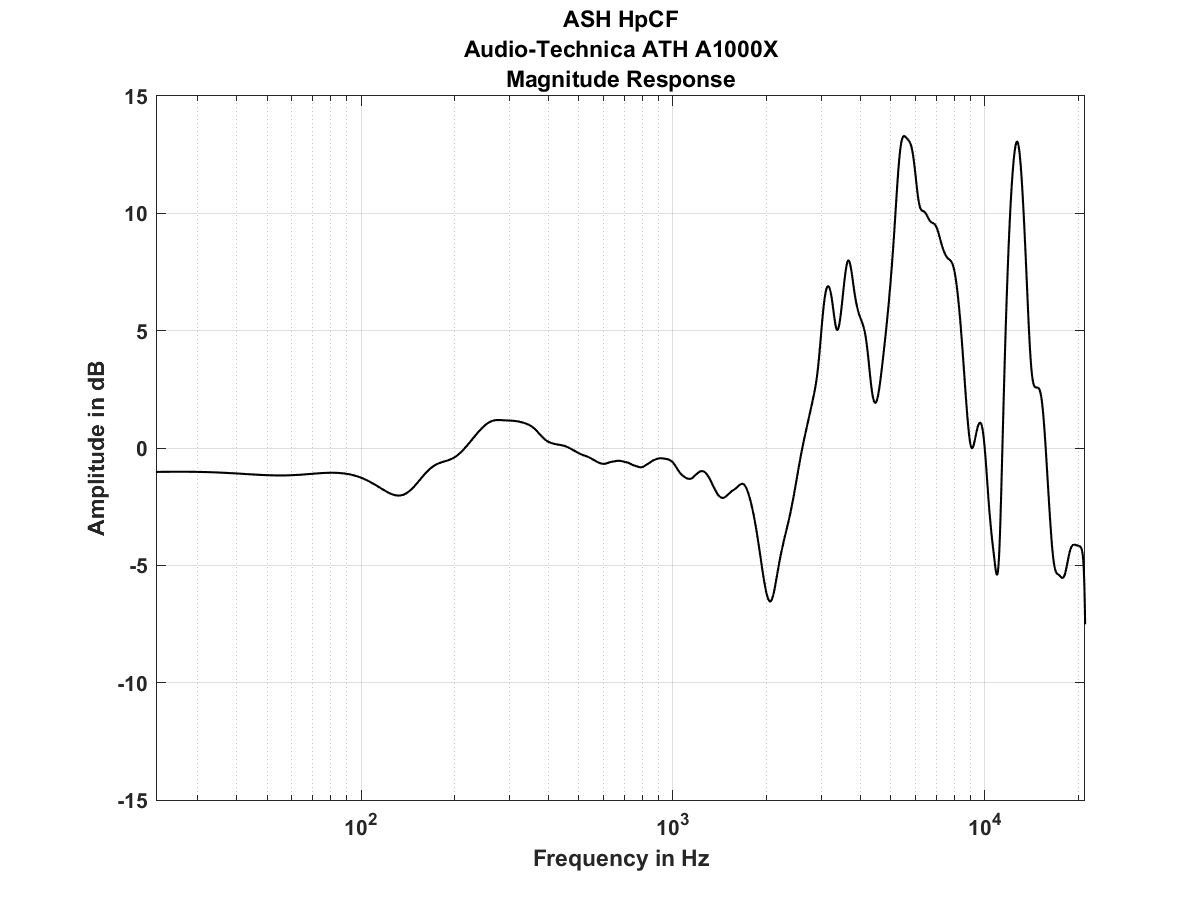 ASH HpCF
Audio-Technica ATH A1000X
Magnitude Response
15
10
5
0
-5
-10
-15
Amplitude in dB
10²
10³
10⁴
Frequency in Hz